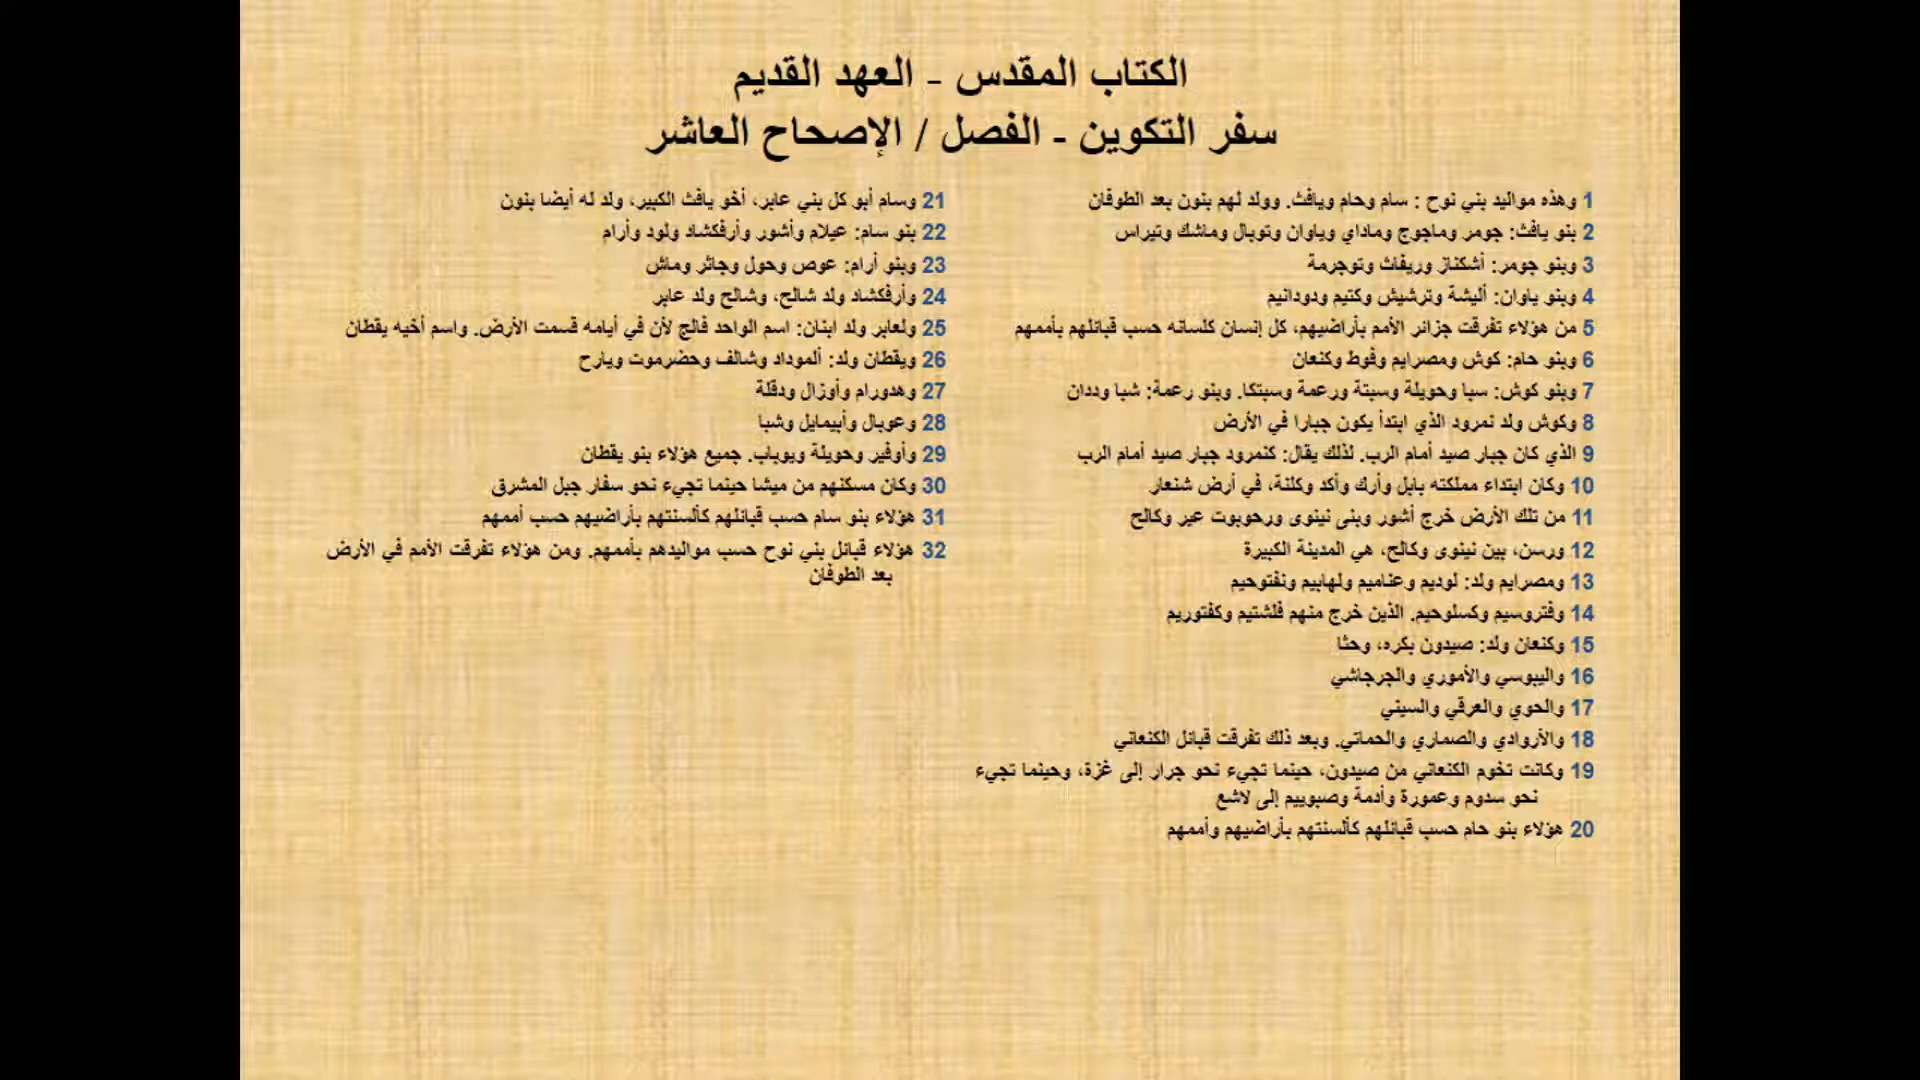 الكتاب المقدس - العهد القديم
سفر التكوين - الفصل / الإصحاح العاشر
1 وهذه مواليد بني نوح : سام وحام ويافث. وولد لهم بنون بعد الطوفان
2 بنو يافث: جومر وماجوج وماداي وياوان وتوبال وماشك وتيراس
3 وبنو جومر: أشكناز وريفاث وتوجرمة
4 وبنو ياوان: أليشة وترشيش وكتيم ودودانيم
5 من هؤلاء تفرقت جزائر الأمم بأراضيهم، كل إنسان كلسانه حسب قبائلهم بأممهم
6 وبنو حام: كوش ومصرايم وفوط وكنعان
7 وبنو كوش: سبا وحويلة وسبتة ورعمة وسبتكا. وبنو رعمة: شبا وددان
8 وكوش ولد نمرود الذي ابتدأ يكون جبارا في الأرض
9 الذي كان جبار صيد أمام الرب. لذلك يقال: كنمرود جبار صيد أمام الرب
10 وكان ابتداء مملكته بابل وأرك وأكد وكلنة، في أرض شنعار
11 من تلك الأرض خرج أشور وبنى نينوى ورحوبوت عير وكالح
12 ورسن، بين نينوى وكالح، هي المدينة الكبيرة
13 ومصرايم ولد: لوديم وعناميم ولهابيم ونفتوحيم
14 وفتروسيم وكسلوحيم. الذين خرج منهم فلشتيم وكفتوريم
15 وكنعان ولد: صيدون بكره، وحثا
16 واليبوسي والأموري والجرجاشي
17 والحوي والعرقي والسيني
18 والأروادي والصماري والحماتي. وبعد ذلك تفرقت قبائل الكنعاني
19 وكانت تخوم الكنعاني من صيدون، حينما تجيء نحو جرار إلى غزة، وحينما تجيء
نحو سدوم وعمورة وأدمة وصبوييم إلى لاشع
20 هؤلاء بنو حام حسب قبائلهم كألسنتهم بأراضيهم وأممهم
21 وسام أبو كل بني عابر، أخو يافث الكبير، ولد له أيضا بنون
22 بنو سام: عيلام وأشور وأرفكشاد ولود وأرام
23 وبنو أرام: عوص وحول وجاثر وماش
24 وأرفكشاد ولد شالح، وشالح ولد عابر
25 ولعابر ولد ابنان: اسم الواحد فالج لأن في أيامه قسمت الأرض. واسم أخيه يقطان
26 ويقطان ولد: ألموداد وشالف وحضرموت ويارح
27 وهدورام وأوزال ودقلة
28 وعوبال وأبيمايل وشبا
29 وأوفير وحويلة ويوباب. جميع هؤلاء بنو يقطان
30 وكان مسكنهم من ميشا حينما تجيء نحو سفار جبل المشرق
31 هؤلاء بنو سام حسب قبائلهم كألسنتهم بأراضيهم حسب أممهم
32 هؤلاء قبائل بني نوح حسب مواليدهم بأممهم. ومن هؤلاء تفرقت الأمم في الأرض
بعد الطوفان